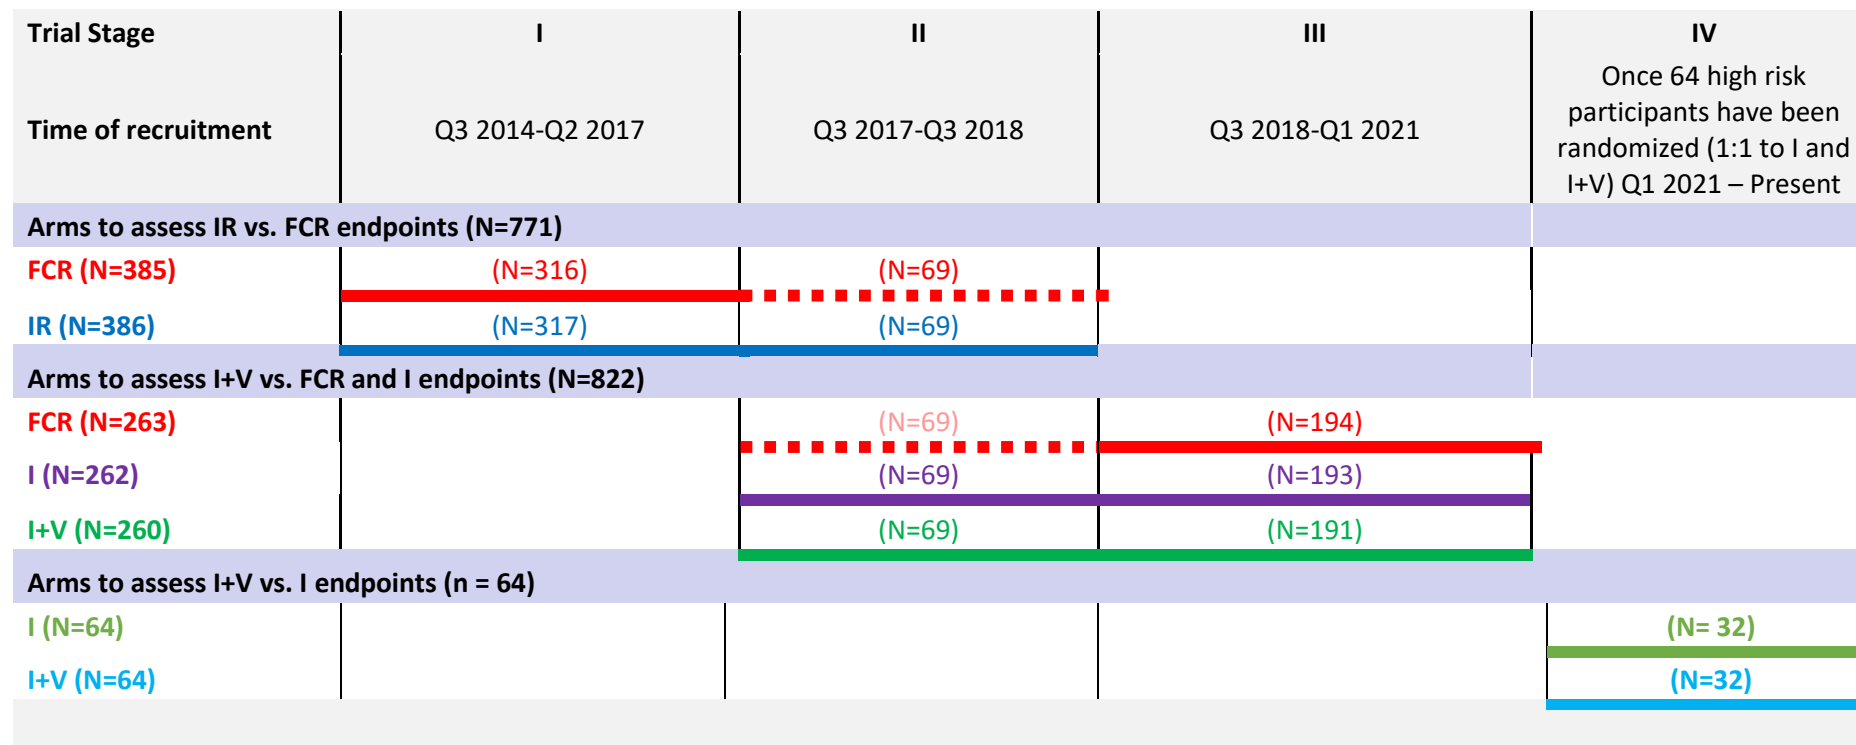 Trial Stage I II III IV
Time of recruitment Q3 2014-Q2 2017 Q3 2017-Q3 2018 Q3 2018-Q1 2021
Once 64 high risk
participants have been
randomized (1:1 to I and
I+V) Q1 2021 – Present
Arms to assess IR vs. FCR endpoints (N=771)
FCR (N=385) (N=316) (N=69)
IR (N=386) (N=317) (N=69)
Arms to assess I+V vs. FCR and I endpoints (N=822)
FCR (N=263) (N=69) (N=194)
I (N=262) (N=69) (N=193)
I+V (N=260) (N=69) (N=191)
Arms to assess I+V vs. I endpoints (n = 64)
I (N=64) (N= 32)
I+V (N=64) (N=32)